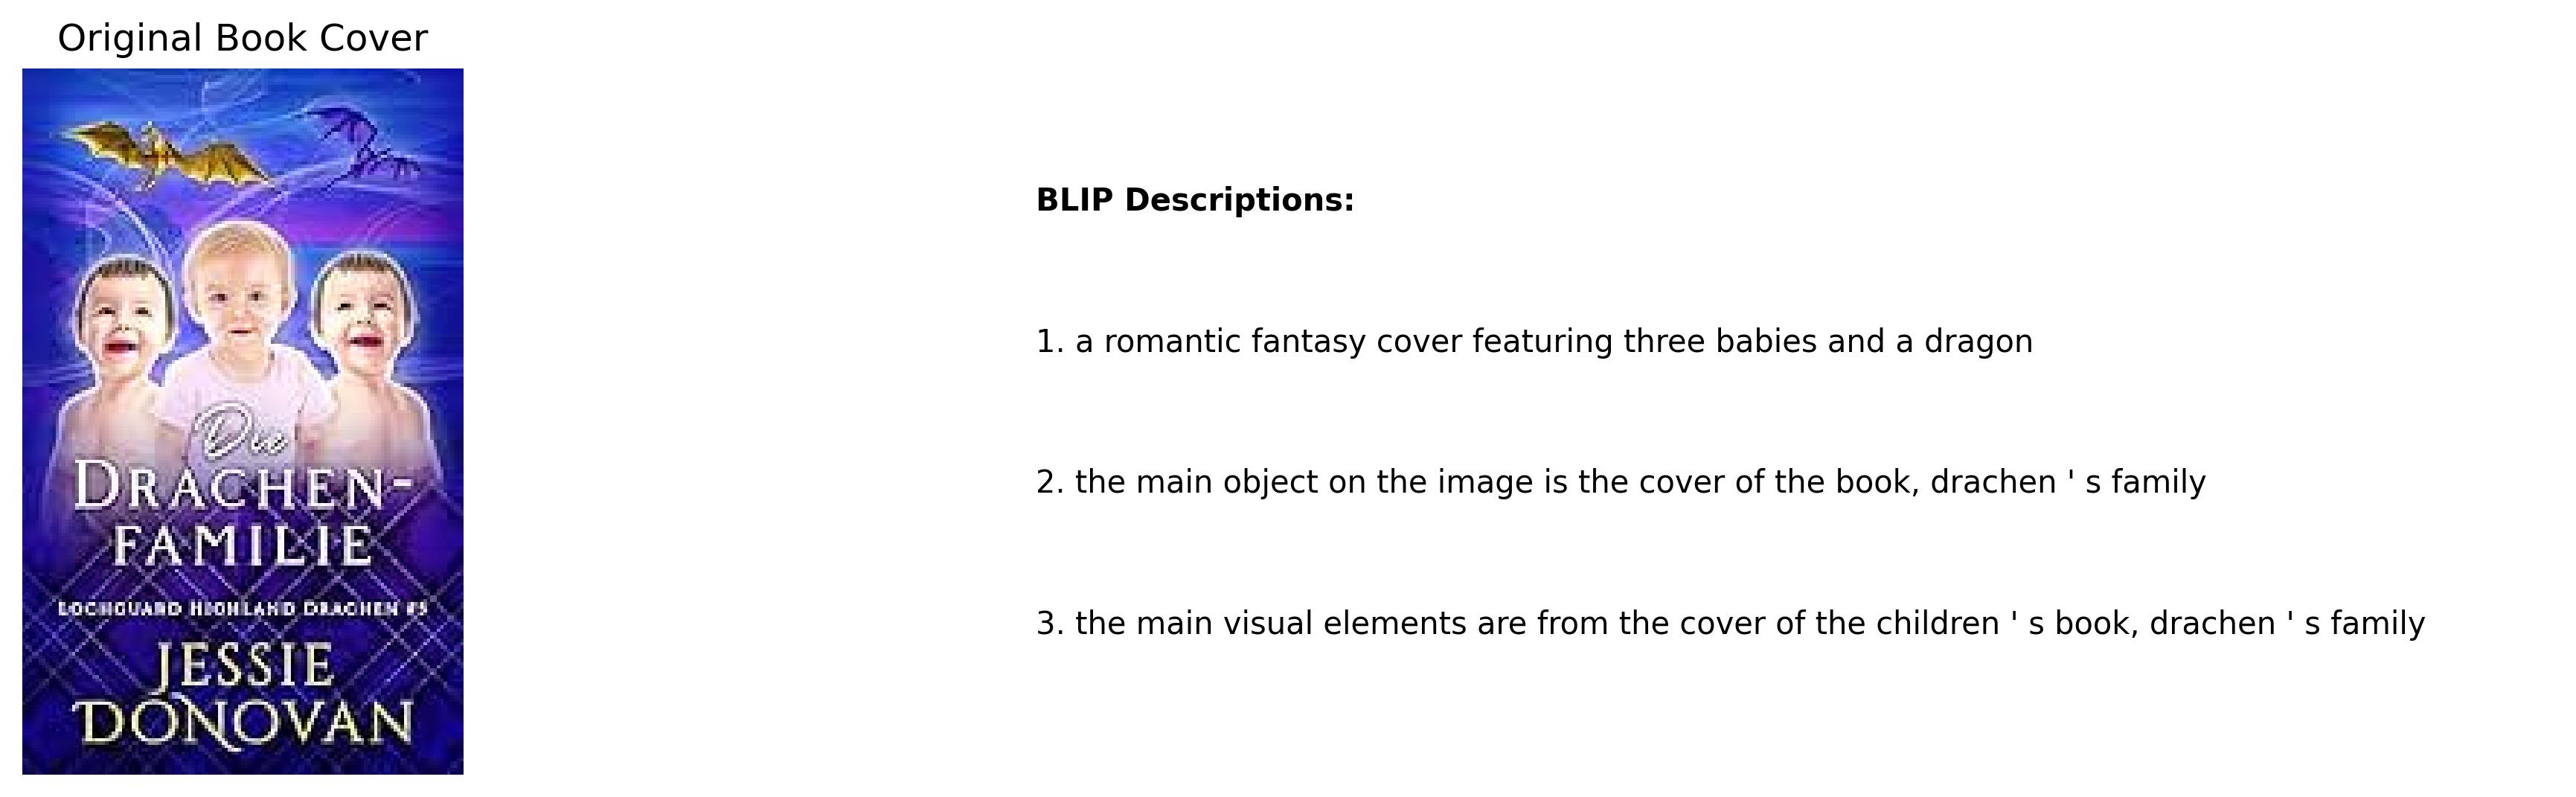 Original Book Cover
Die
DRACHEN-
FAMILIE
LOCHGUARD HIGHLAND DRACHEN #5
JESSIE
DONOVAN
BLIP Descriptions:
1. a romantic fantasy cover featuring three babies and a dragon
2. the main object on the image is the cover of the book, drachen ' s family
3. the main visual elements are from the cover of the children ' s book, drachen ' s family